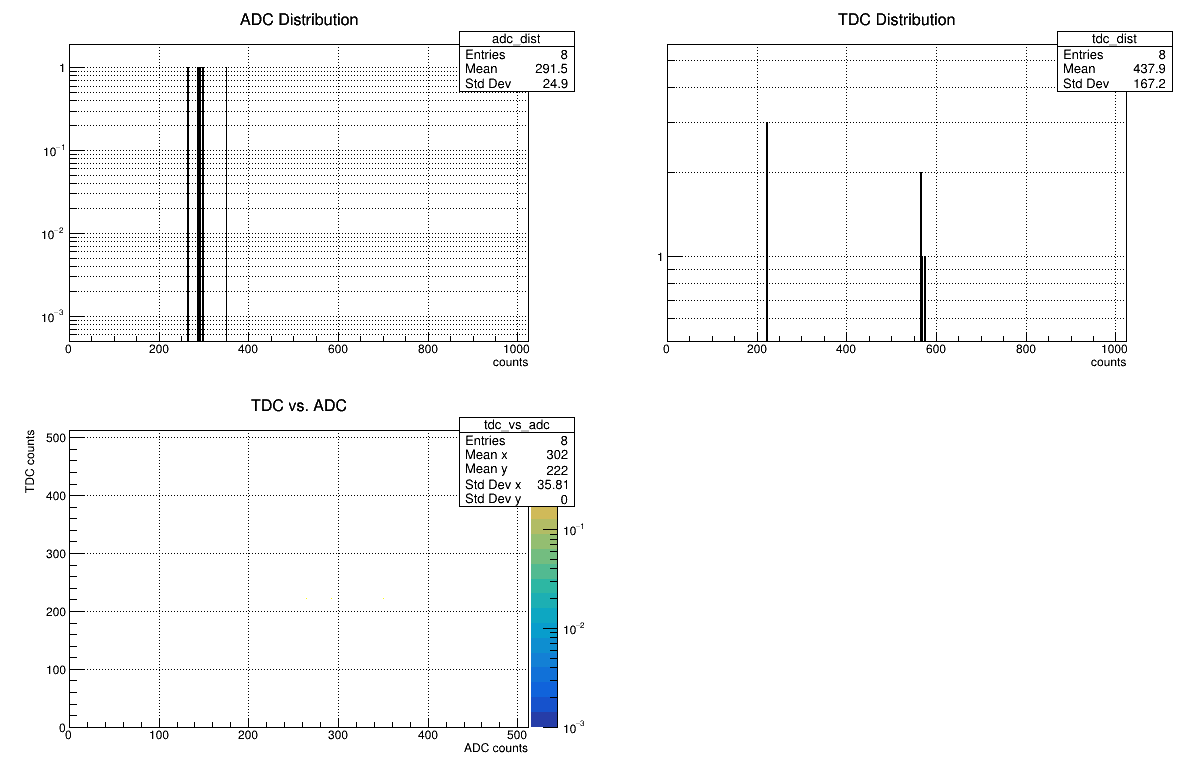 ADC Distribution
adc_dist
Entries 8
Mean 291.5
Std Dev 24.9
1
10⁻¹
10⁻²
10⁻³
0 200 400 600 800 1000
counts
TDC Distribution
tdc_dist
Entries 8
Mean 437.9
Std Dev 167.2
1
0 200 400 600 800 1000
counts
TDC vs. ADC
tdc_vs_adc
Entries 8
Mean x 302
Mean y 222
Std Dev x 35.81
Std Dev y 0
TDC counts
500
400
300
200
100
0
0 100 200 300 400 500
ADC counts
10⁻¹
10⁻²
10⁻³